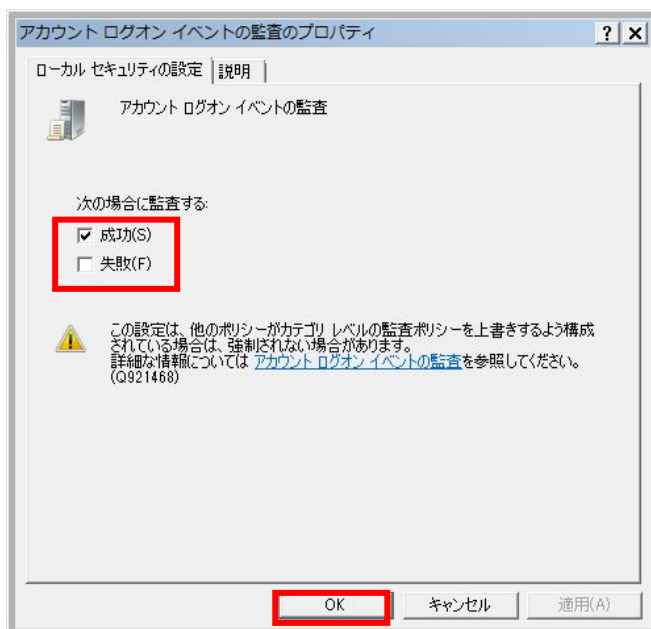 アカウント ログオン イベントの監査のプロパティ
? x
ローカル セキュリティの設定 説明
アカウント ログオン イベントの監査
次の場合に監査する:
成功(S)
失敗(F)
この設定は、他のポリシーがカテゴリ レベルの監査ポリシーを上書きするよう構成
されている場合は、強制されない場合があります。
詳細な情報については アカウント ログオン イベントの監査を参照してください。
(Q921468)
OK キャンセル 適用(A)